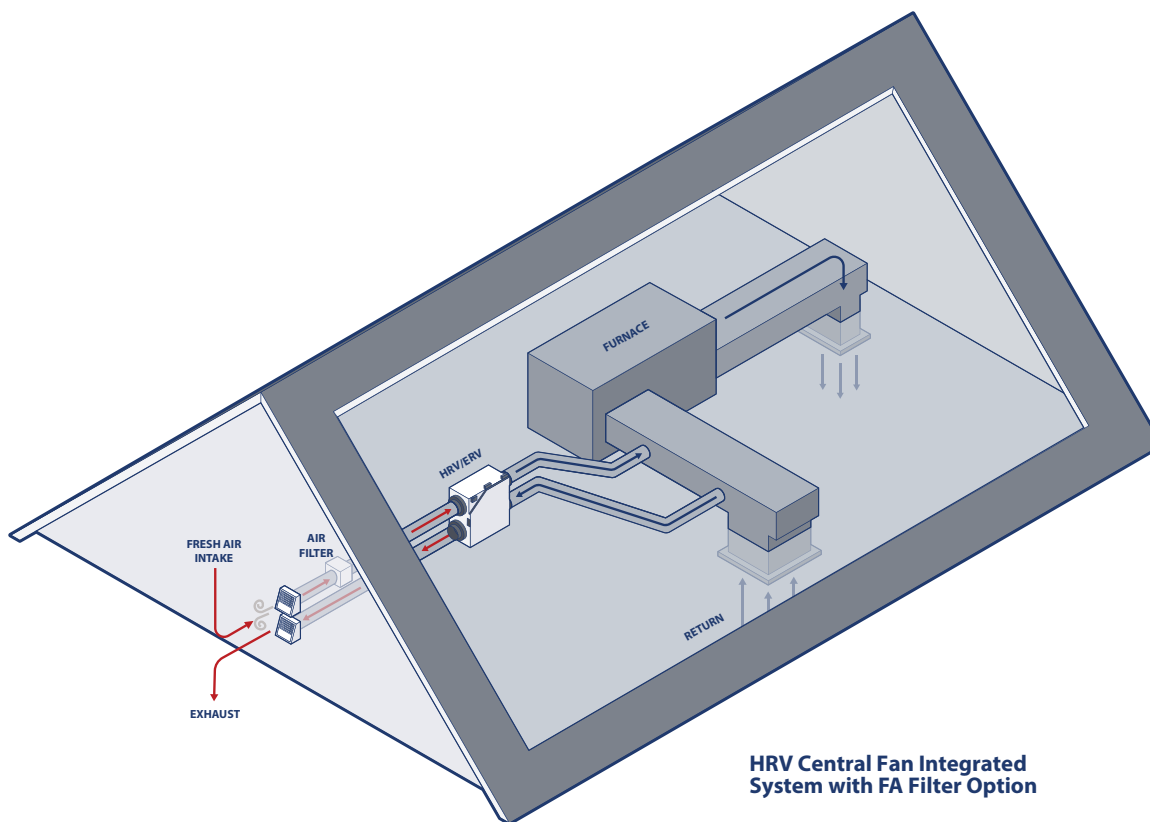 FURNACE
HRV/ERV
AIR
FILTER
FRESH AIR
INTAKE
RETURN
EXHAUST
HRV Central Fan Integrated
System with FA Filter Option